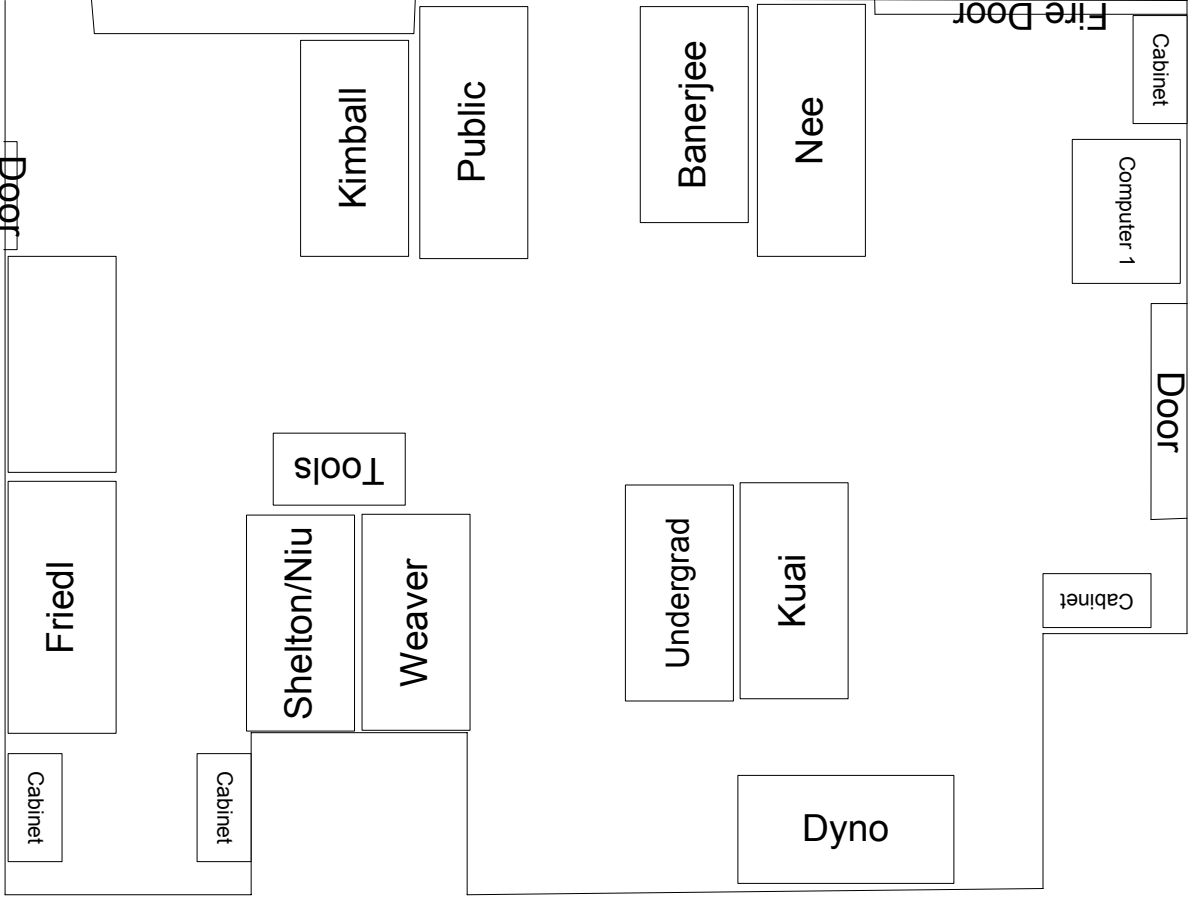 Fire Door
Cabinet
Kimball
Public
Banerjee
Nee
Door
Computer 1
Door
Tools
Friedl
Shelton/Niu
Weaver
Undergrad
Kuai
Cabinet
Cabinet
Cabinet
Dyno